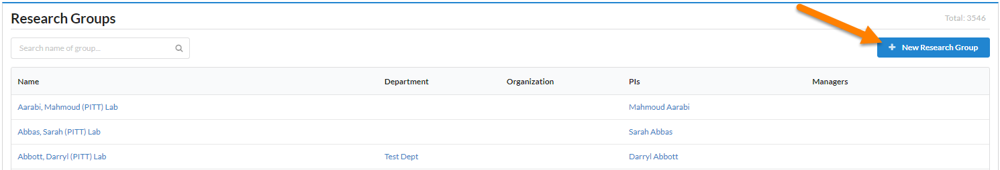 Research Groups
Total: 3546
Search name of group...
+ New Research Group
Name Department Organization PIs Managers
Aarabi, Mahmoud (PITT) Lab Mahmoud Aarabi
Abbas, Sarah (PITT) Lab Sarah Abbas
Abbott, Darryl (PITT) Lab Test Dept Darryl Abbott